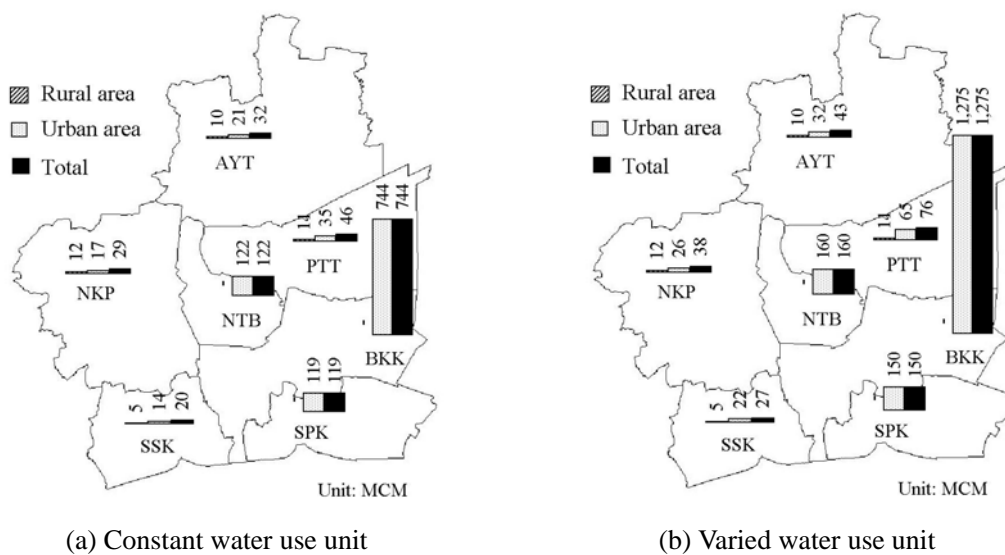 Rural area
Urban area
Total
10 21 32
AYT
744 744
11 35 46
PTT
12 17 29
NKP
122 122
NTB
BKK
119 119
SPK
5 14 20
SSK
Unit: MCM
(a) Constant water use unit
Rural area
Urban area
Total
10 32 43
AYT
1,275 1,275
11 65 76
PTT
12 26 38
NKP
160 160
NTB
BKK
150 150
SPK
5 22 27
SSK
Unit: MCM
(b) Varied water use unit